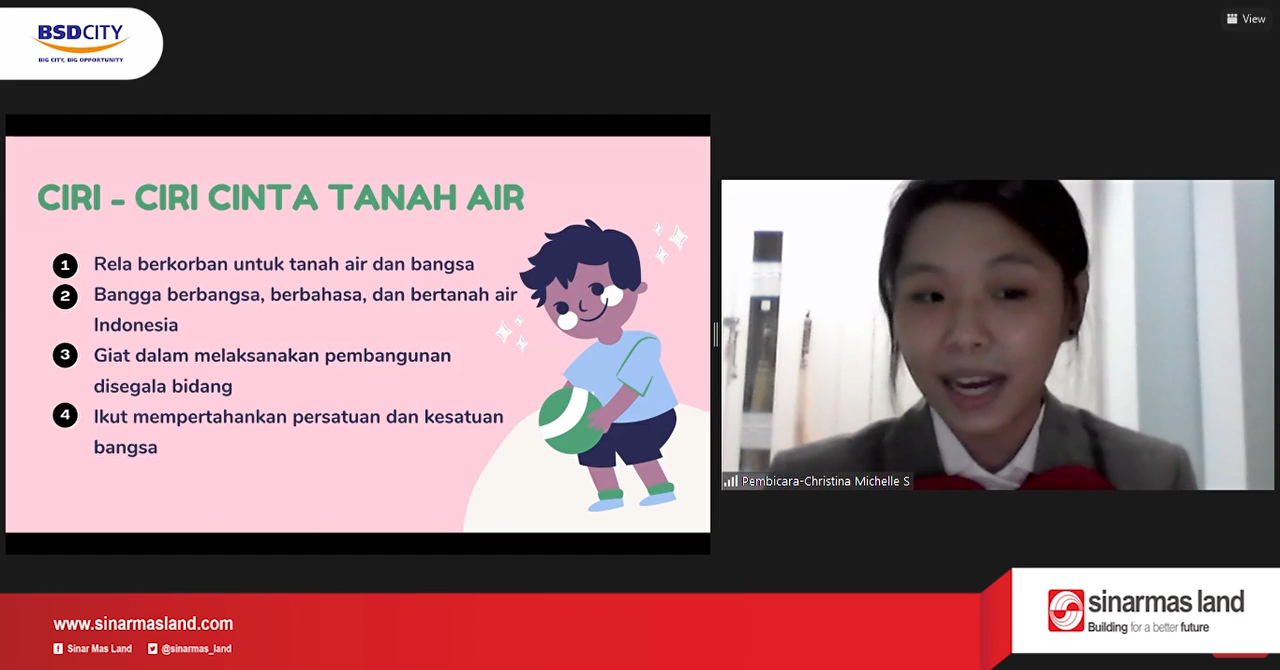 BSDCITY
BIG CITY, BIG OPPORTUNITY
View
CIRI - CIRI CINTA TANAH AIR
1 Rela berkorban untuk tanah air dan bangsa
2 Bangga berbangsa, berbahasa, dan bertanah air
Indonesia
3 Giat dalam melaksanakan pembangunan
disegala bidang
4 Ikut mempertahankan persatuan dan kesatuan
bangsa
Pembicara-Christina Michelle S
www.sinarmasland.com
Sinar Mas Land @sinarmas_land
sinarmas land
Building for a better future